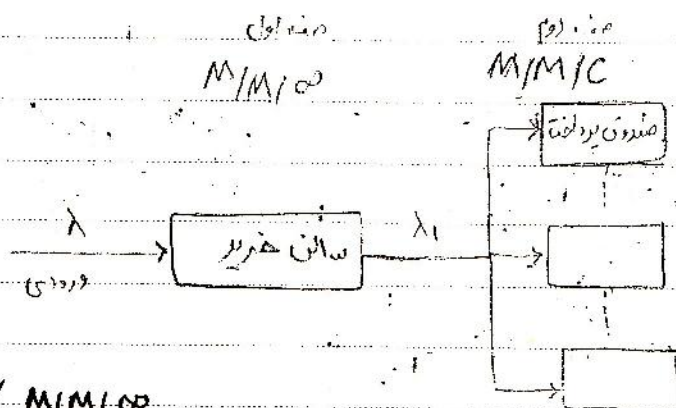 صف اول
صف دوم
M/M/∞
M/M/C
صندوق پرداخت
λ
سالن خرید
λ1
ورودی
M/M/∞